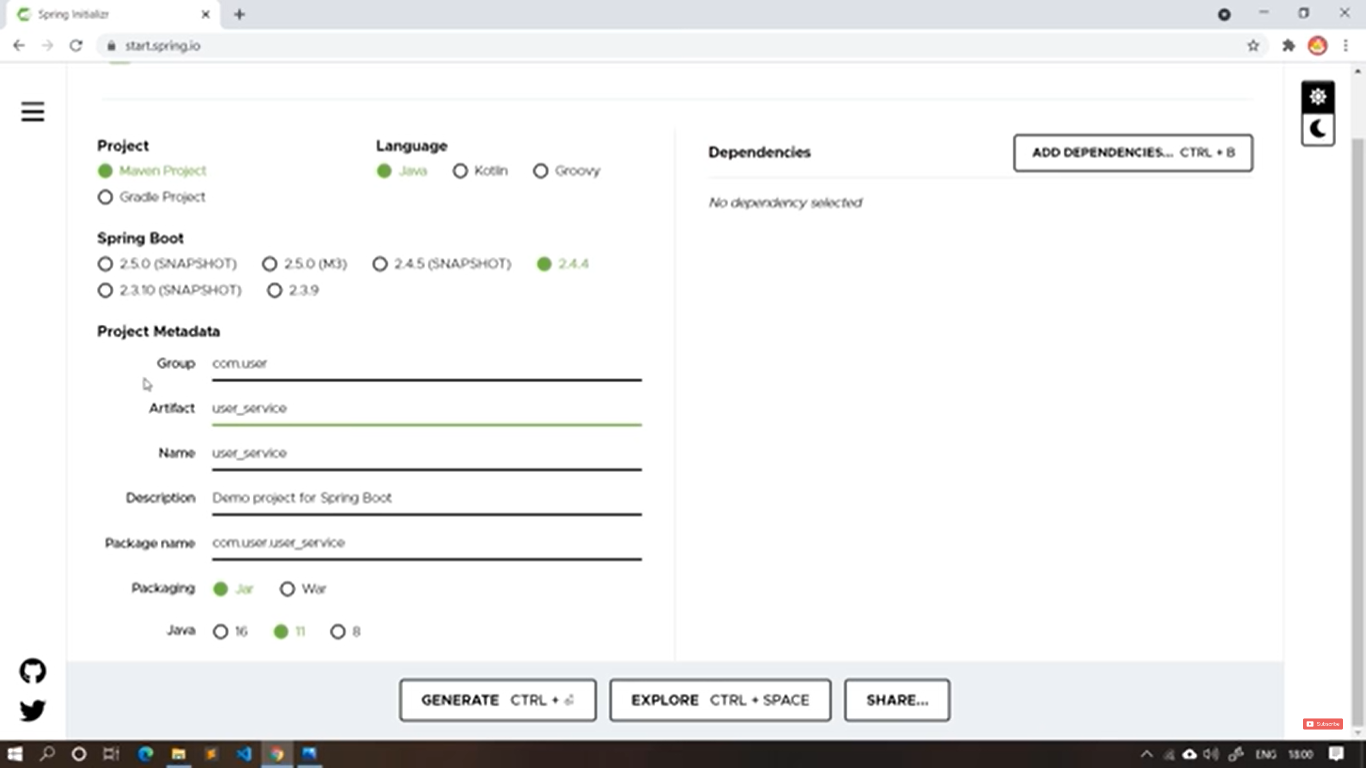 Spring Initializr
start.spring.io
Project
Language
Maven Project
Java
Kotlin
Groovy
Gradle Project
Dependencies
ADD DEPENDENCIES... CTRL + B
No dependency selected
Spring Boot
2.5.0 (SNAPSHOT)
2.5.0 (M3)
2.4.5 (SNAPSHOT)
2.4.4
2.3.10 (SNAPSHOT)
2.3.9
Project Metadata
Group com.user
Artifact user_service
Name user_service
Description Demo project for Spring Boot
Package name com.user.user_service
Packaging Jar War
Java 16 11 8
GENERATE CTRL + ⏎
EXPLORE CTRL + SPACE
SHARE...
Subscribe
ENG 18:00